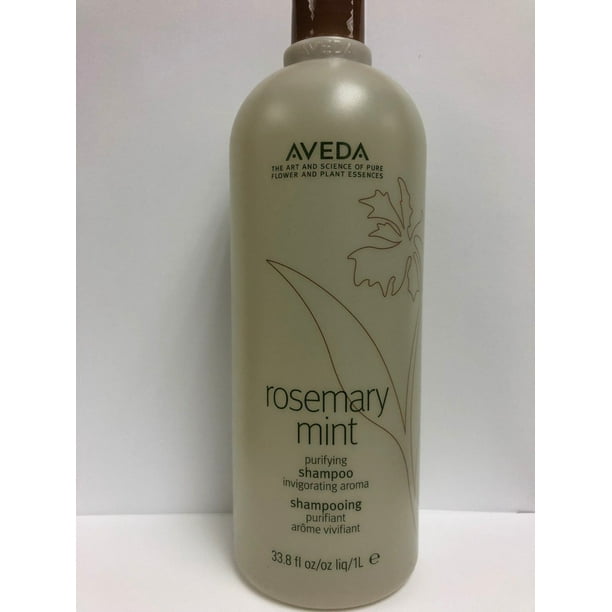 AVEDA
AVEDA
THE ART AND SCIENCE OF PURE
FLOWER AND PLANT ESSENCES
rosemary
mint
purifying
shampoo
invigorating aroma
shampooing
purifiant
arôme vivifiant
33.8 fl oz/oz liq/1L ℮